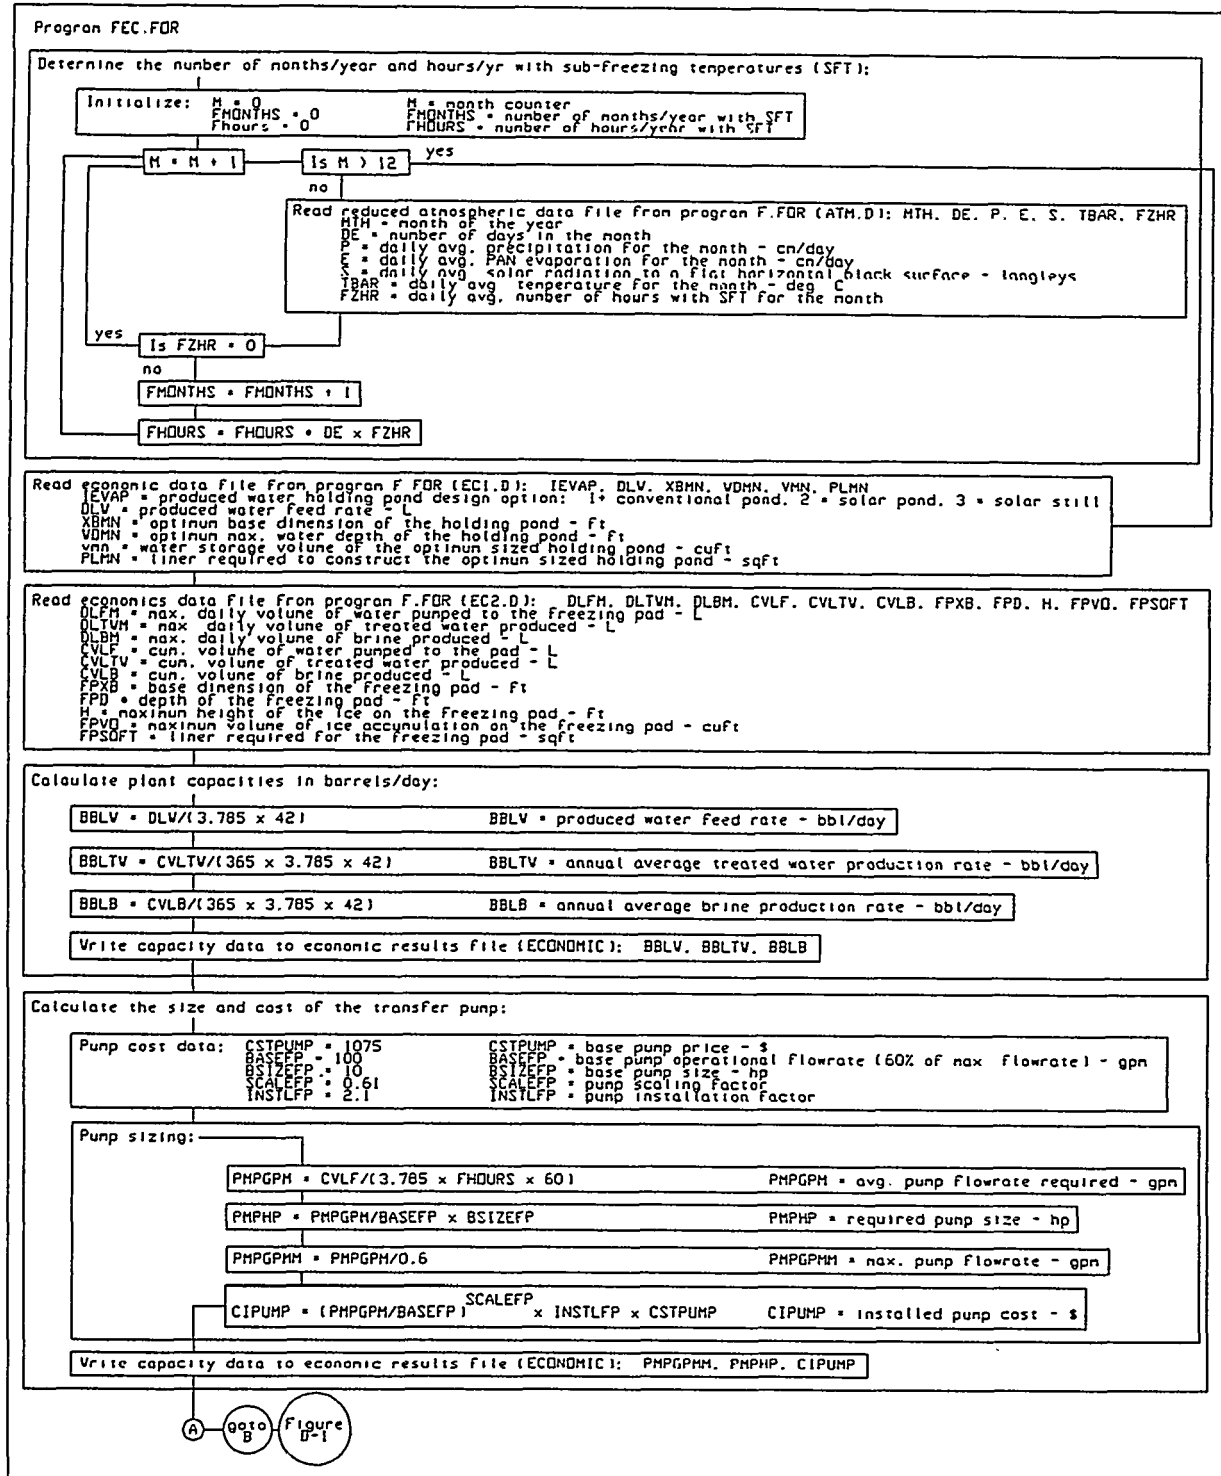 Program FEC.FOR
Determine the number of months/year and hours/yr with sub-freezing temperatures (SFT):
Initialize: M = 0 M = month counter
FMONTHS = 0 FMONTHS = number of months/year with SFT
Fhours = 0 FHOURS = number of hours/year with SFT
M = M + 1 Is M > 12 yes
no
Read reduced atmospheric data file from program F.FOR (ATM.D): MTH, DE, P, E, S, TBAR, FZHR
MTH = month of the year
DE = number of days in the month
P = daily avg. precipitation for the month - cm/day
E = daily avg. PAN evaporation for the month - cm/day
S = daily avg. solar radiation to a flat horizontal black surface - langleys
TBAR = daily avg temperature for the month - deg C
FZHR = daily avg. number of hours with SFT for the month
yes Is FZHR = 0
no
FMONTHS = FMONTHS + 1
FHOURS = FHOURS + DE x FZHR
Read economic data file from program F FOR (EC1.D): IEVAP, DLW, XBMN, WDMN, VMN, PLMN
IEVAP = produced water holding pond design option: 1+ conventional pond, 2 = solar pond, 3 = solar still
DLW = produced water feed rate - L
XBMN = optimum base dimension of the holding pond - ft
WDMN = optimum max. water depth of the holding pond - ft
vmn = water storage volume of the optimum sized holding pond - cuft
PLMN = liner required to construct the optimum sized holding pond - sqft
Read economics data file from program F.FOR (EC2.D): DLFM, DLTWM, DLBM, CVLF, CVLTW, CVLB, FPXB, FPD, H, FPVO, FPSQFT
DLFM = max. daily volume of water pumped to the freezing pad - L
DLTWM = max daily volume of treated water produced - L
DLBM = max. daily volume of brine produced - L
CVLF = cum. volume of water pumped to the pad - L
CVLTW = cum. volume of treated water produced - L
CVLB = cum. volume of brine produced - L
FPXB = base dimension of the freezing pad - ft
FPD = depth of the freezing pad - ft
H = maximum height of the ice on the freezing pad - ft
FPVO = maximum volume of ice accumulation on the freezing pad - cuft
FPSQFT = liner required for the freezing pad - sqft
Calculate plant capacities in barrels/day:
BBLW = DLW/(3.785 x 42) BBLW = produced water feed rate - bbl/day
BBLTW = CVLTW/(365 x 3.785 x 42) BBLTW = annual average treated water production rate - bbl/day
BBLB = CVLB/(365 x 3.785 x 42) BBLB = annual average brine production rate - bbl/day
Write capacity data to economic results file (ECONOMIC): BBLW, BBLTW, BBLB
Calculate the size and cost of the transfer pump:
Pump cost data: CSTPUMP = 1075 CSTPUMP = base pump price - $
BASEFP = 100 BASEFP = base pump operational flowrate (60% of max flowrate) - gpm
BSIZEFP = 10 BSIZEFP = base pump size - hp
SCALEFP = 0.61 SCALEFP = pump scaling factor
INSTLFP = 2.1 INSTLFP = pump installation factor
Pump sizing:
PMPGPM = CVLF/(3.785 x FHOURS x 60) PMPGPM = avg. pump flowrate required - gpm
PMPHP = PMPGPM/BASEFP x BSIZEFP PMPHP = required pump size - hp
PMPGPMM = PMPGPM/0.6 PMPGPMM = max. pump flowrate - gpm
CIPUMP = (PMPGPM/BASEFP)^SCALEFP x INSTLFP x CSTPUMP CIPUMP = installed pump cost - $
Write capacity data to economic results file (ECONOMIC): PMPGPMM, PMPHP, CIPUMP
A goto B Figure D-1